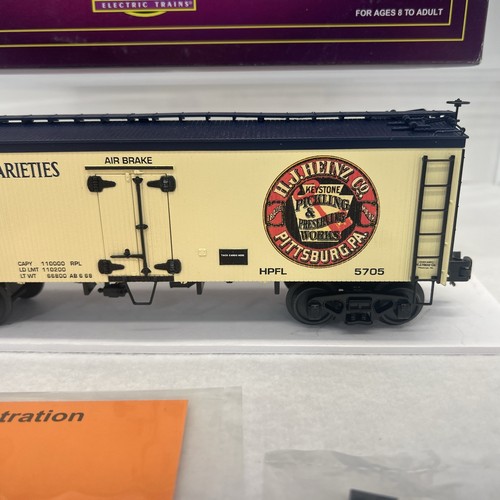 ELECTRIC TRAINS
FOR AGES 8 TO ADULT
ARIETIES
AIR BRAKE
H.J. HEINZ CO
KEYSTONE
PICKLING
&
PRESERVING
WORKS
PITTSBURG, PA.
CAPY 110000 RPL
LD LMT 110200
LT WT 66800 AB 6 68
HPFL 5705
tration